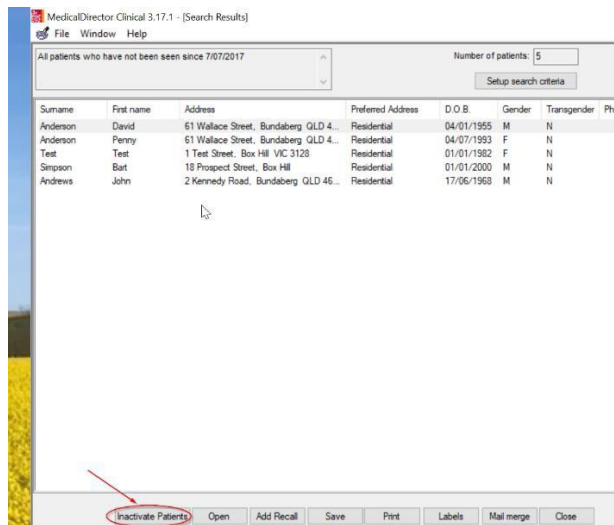 MedicalDirector Clinical 3.17.1 - [Search Results]
File Window Help
All patients who have not been seen since 7/07/2017
Number of patients: 5
Setup search criteria
Surname First name Address Preferred Address D.O.B. Gender Transgender Ph
Anderson David 61 Wallace Street, Bundaberg QLD 4... Residential 04/01/1955 M N
Anderson Penny 61 Wallace Street, Bundaberg QLD 4... Residential 04/07/1993 F N
Test Test 1 Test Street, Box Hill VIC 3128 Residential 01/01/1982 F N
Simpson Bart 18 Prospect Street, Box Hill Residential 01/01/2000 M N
Andrews John 2 Kennedy Road, Bundaberg QLD 46... Residential 17/06/1968 M N
Inactivate Patients Open Add Recall Save Print Labels Mail merge Close